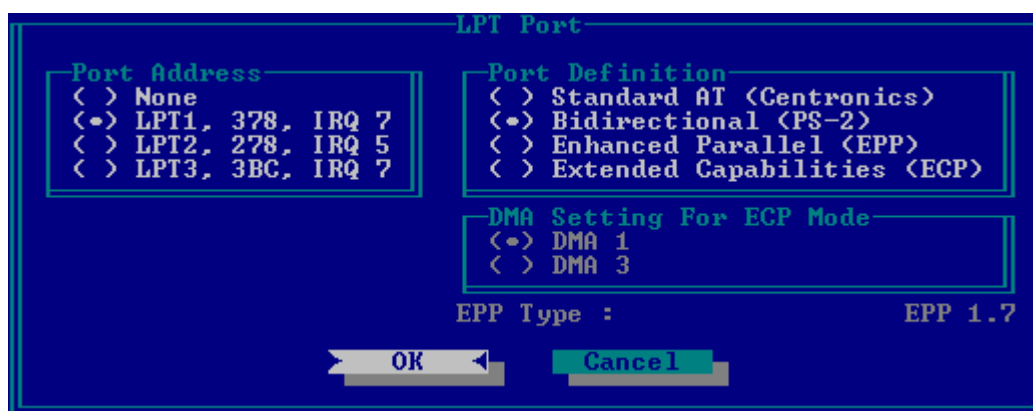 LPT Port
Port Address
( ) None
(•) LPT1, 378, IRQ 7
( ) LPT2, 278, IRQ 5
( ) LPT3, 3BC, IRQ 7
Port Definition
( ) Standard AT (Centronics)
(•) Bidirectional (PS-2)
( ) Enhanced Parallel (EPP)
( ) Extended Capabilities (ECP)
DMA Setting For ECP Mode
(•) DMA 1
( ) DMA 3
EPP Type : EPP 1.7
OK Cancel